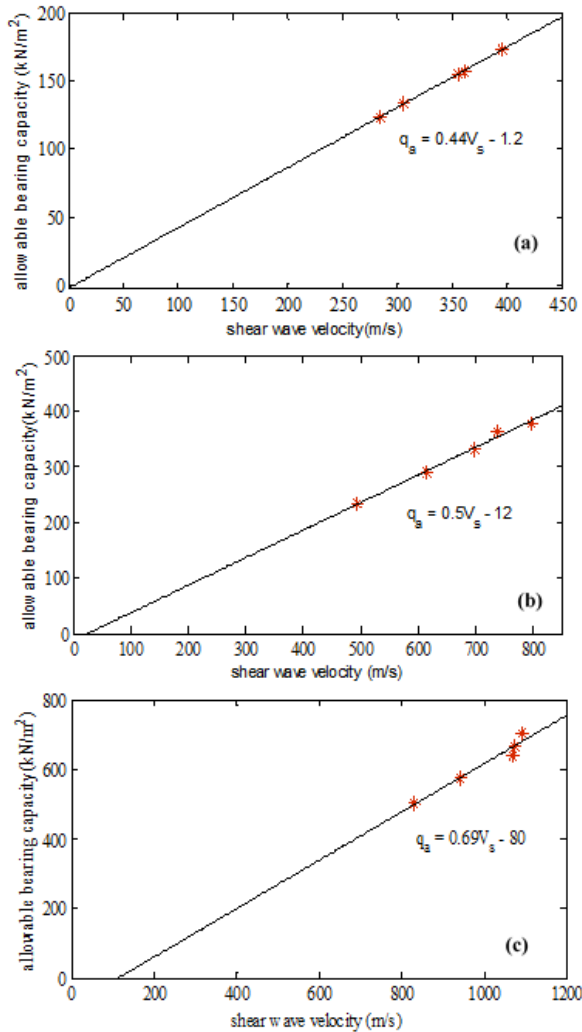 200
150
100
50
0
0 50 100 150 200 250 300 350 400 450
allowable bearing capacity (kN/m²)
shear wave velocity(m/s)
qₐ = 0.44Vₛ - 1.2
(a)
500
400
300
200
100
0
0 100 200 300 400 500 600 700 800
allowable bearing capacity(kN/m²)
shear wave velocity (m/s)
qₐ = 0.5Vₛ - 12
(b)
800
600
400
200
0
0 200 400 600 800 1000 1200
allowable bearing capacity(kN/m²)
shear wave velocity (m/s)
qₐ = 0.69Vₛ - 80
(c)